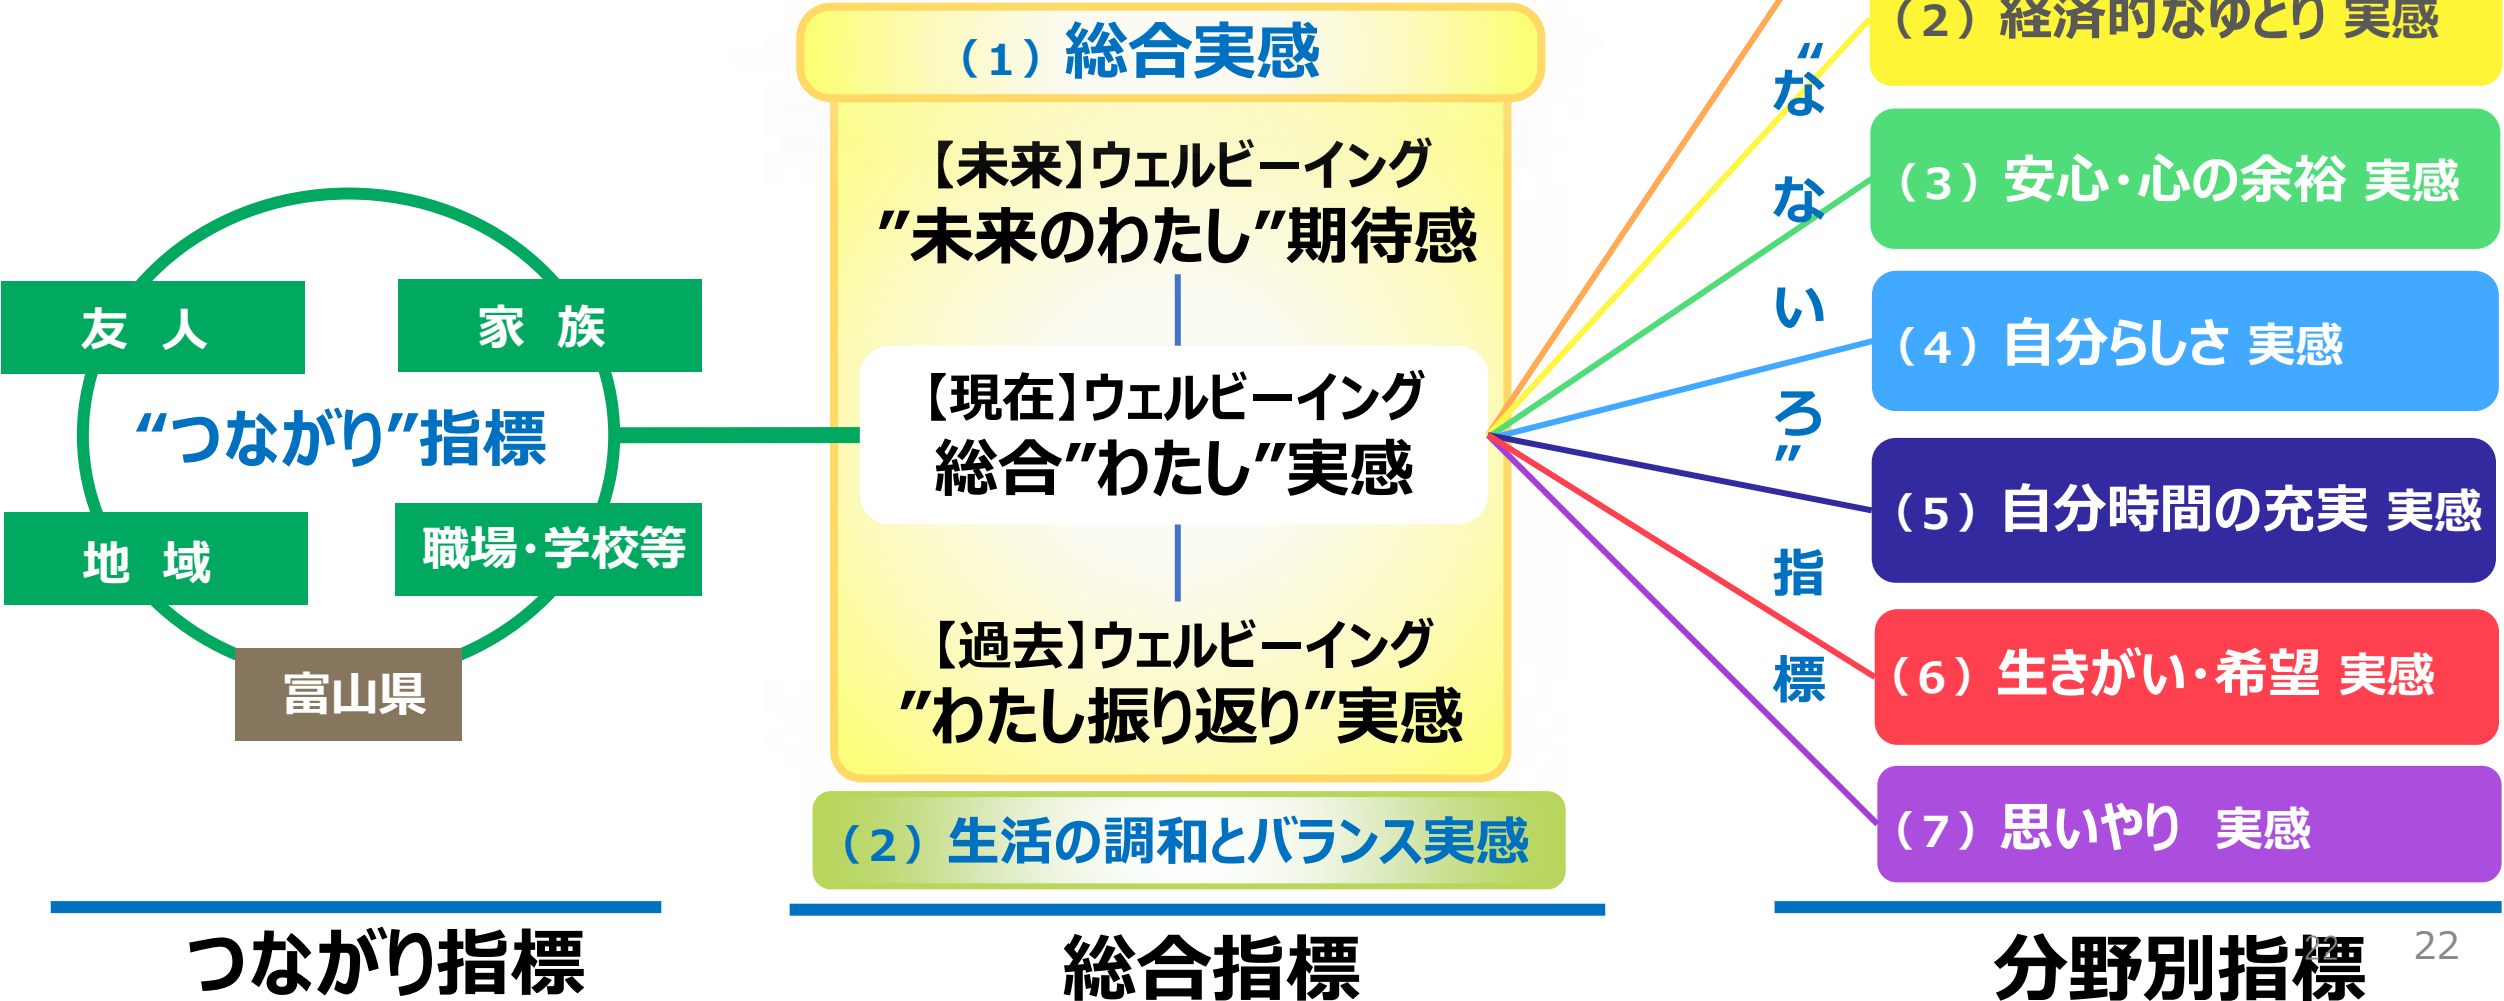 友 人
家 族
"つながり"指標
地 域
職場・学校等
富山県
つながり指標
（1）総合実感
【未来】ウェルビーイング
"未来のわたし"期待感
【現在】ウェルビーイング
総合"わたし"実感
【過去】ウェルビーイング
"わたし振り返り"実感
（2）生活の調和とバランス実感
総合指標
"なないろ"指標
（2）経済的なゆとり 実感
（3）安心・心の余裕 実感
（4）自分らしさ 実感
（5）自分時間の充実 実感
（6）生きがい・希望 実感
（7）思いやり 実感
分野別指標
22
22